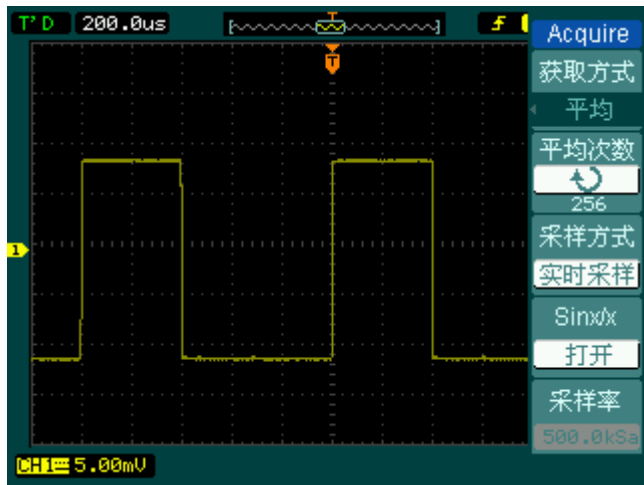 T'D 200.0us
T
T
Acquire
获取方式
平均
平均次数
256
采样方式
实时采样
Sinx/x
打开
采样率
500.0kSa
1
CH1 5.00mV